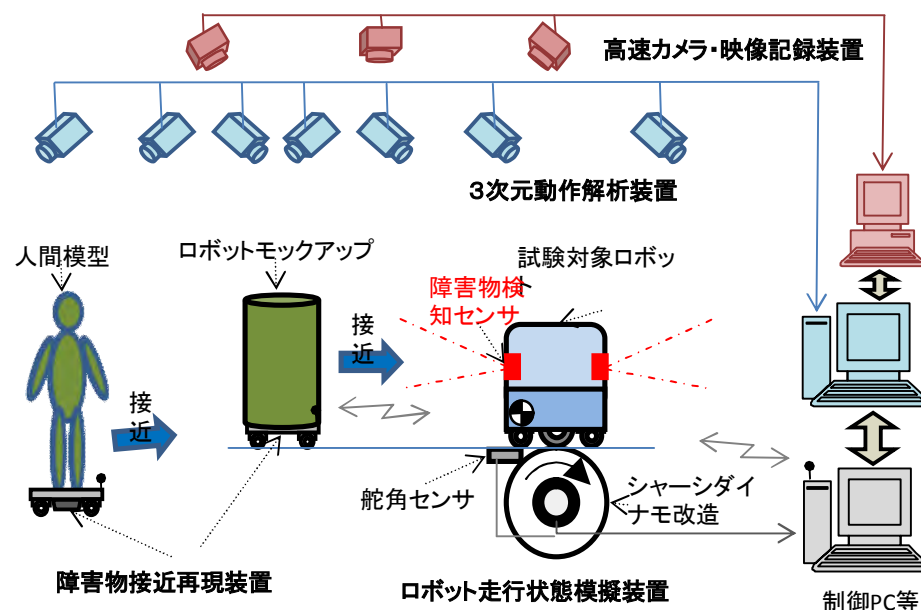 高速カメラ・映像記録装置
３次元動作解析装置
人間模型
ロボットモックアップ
試験対象ロボッ
ト
障害物検
知センサ
接
近
接
近
舵角センサ
シャーシダイ
ナモ改造
障害物接近再現装置
ロボット走行状態模擬装置
制御PC等